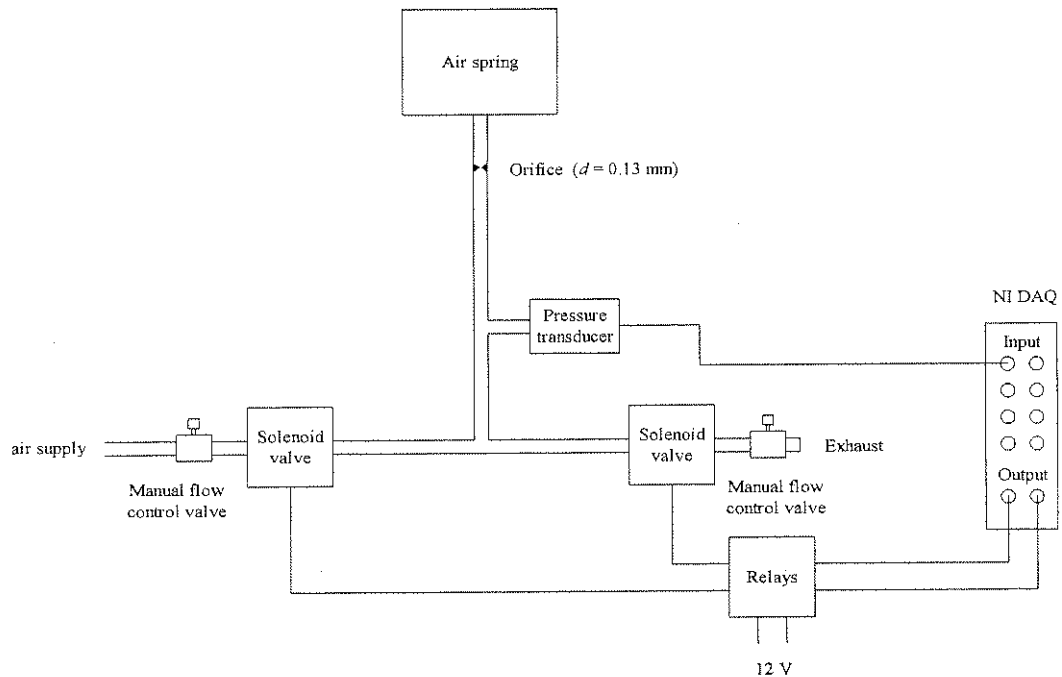 Air spring
Orifice (d = 0.13 mm)
NI DAQ
Pressure
transducer
Input
air supply
Solenoid
valve
Solenoid
valve
Exhaust
Manual flow
control valve
Manual flow
control valve
Output
Relays
12 V